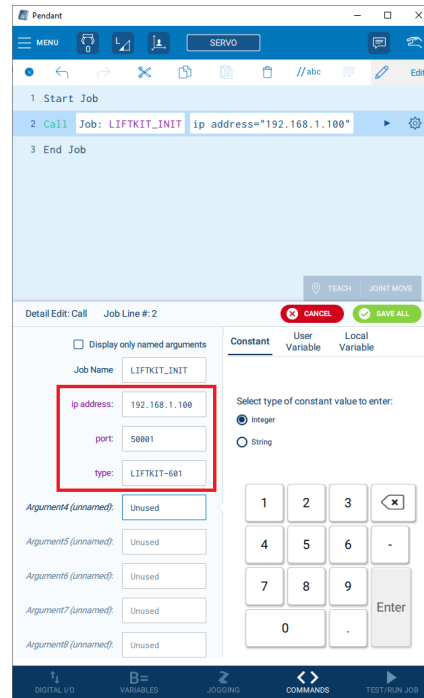 Pendant
MENU
0
SERVO
//abc
Edit
1 Start Job
2 Call Job: LIFTKIT_INIT ip address="192.168.1.100"
3 End Job
TEACH JOINT MOVE
Detail Edit: Call Job Line #: 2 CANCEL SAVE ALL
Display only named arguments
Job Name LIFTKIT_INIT
ip address: 192.168.1.100
port: 50001
type: LIFTKIT-601
Argument4 (unnamed): Unused
Argument5 (unnamed): Unused
Argument6 (unnamed): Unused
Argument7 (unnamed): Unused
Argument8 (unnamed): Unused
Constant User Variable Local Variable
Select type of constant value to enter:
Integer
String
1 2 3
4 5 6 -
7 8 9
Enter
0 .
DIGITAL I/O VARIABLES JOGGING COMMANDS TEST/RUN JOB